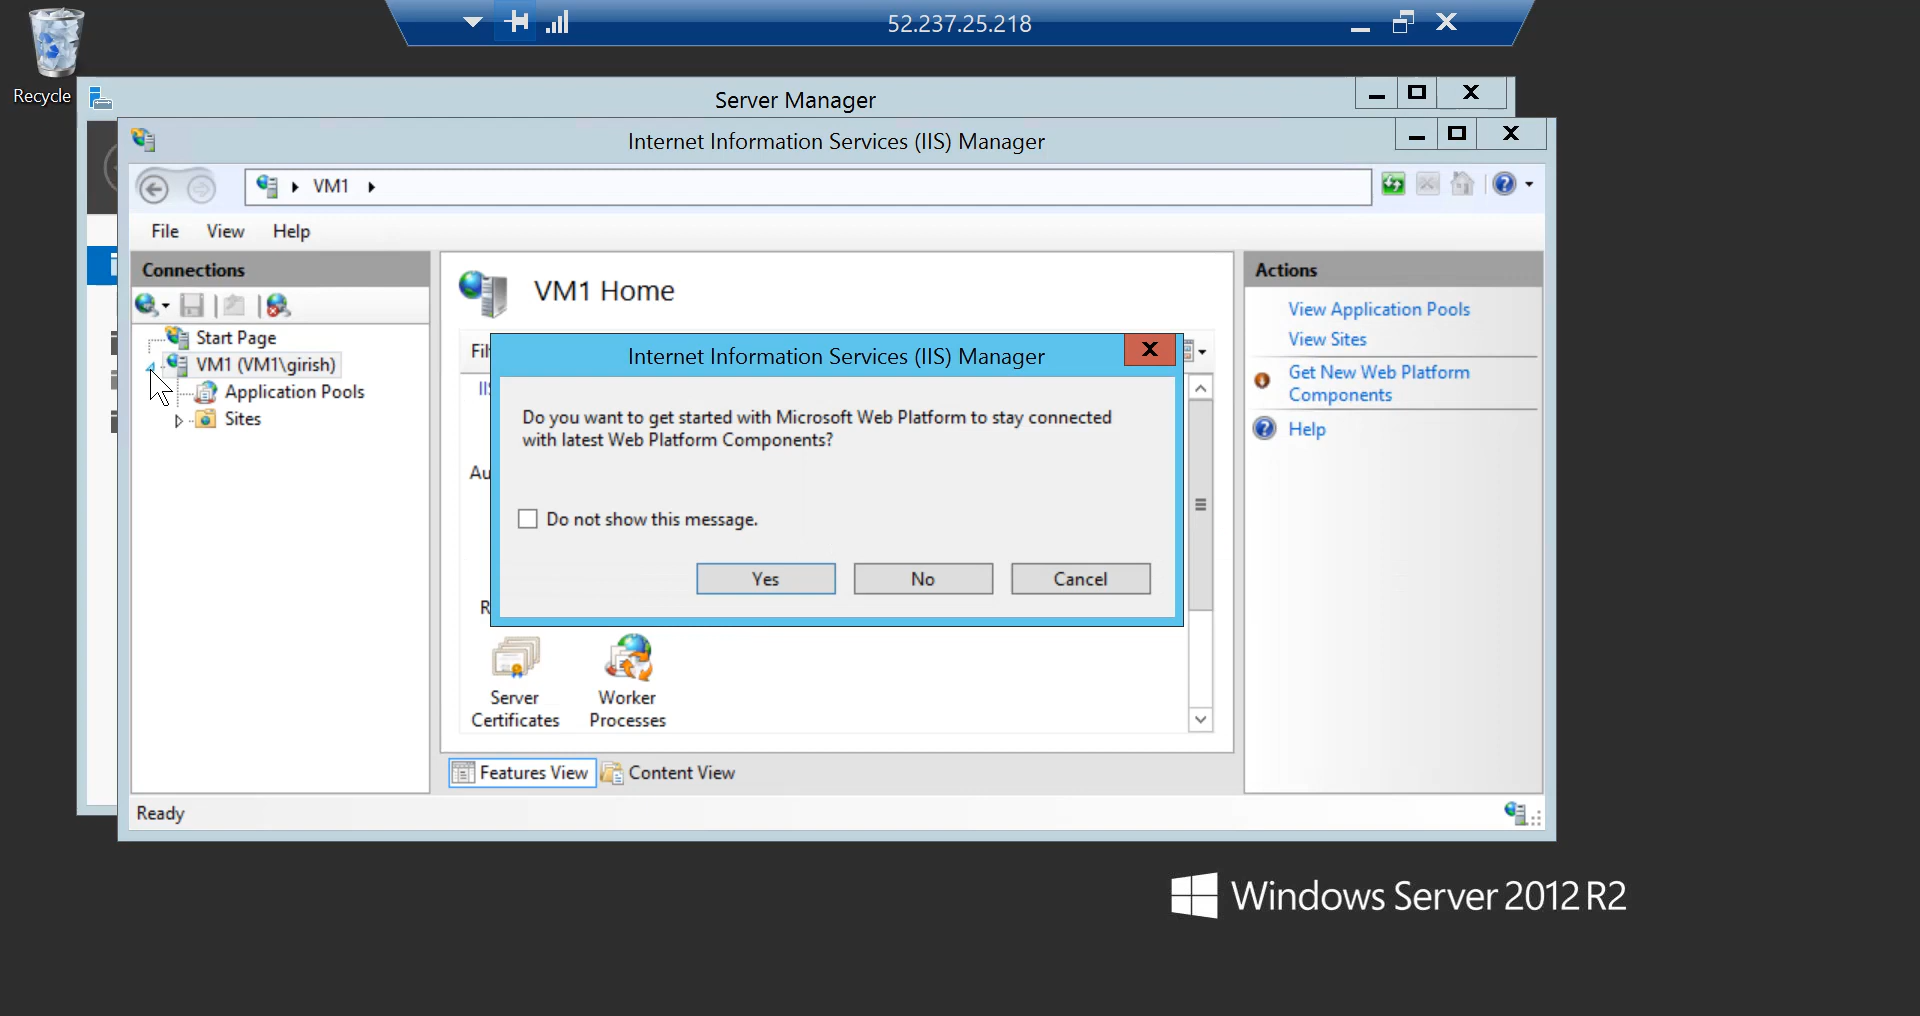 52.237.25.218
Recycle
Server Manager
Internet Information Services (IIS) Manager
VM1
File View Help
Connections
Start Page
VM1 (VM1\girish)
Application Pools
Sites
VM1 Home
Internet Information Services (IIS) Manager
Do you want to get started with Microsoft Web Platform to stay connected
with latest Web Platform Components?
Do not show this message.
Yes No Cancel
Server
Certificates
Worker
Processes
Features View
Content View
Actions
View Application Pools
View Sites
Get New Web Platform
Components
Help
Ready
Windows Server 2012 R2